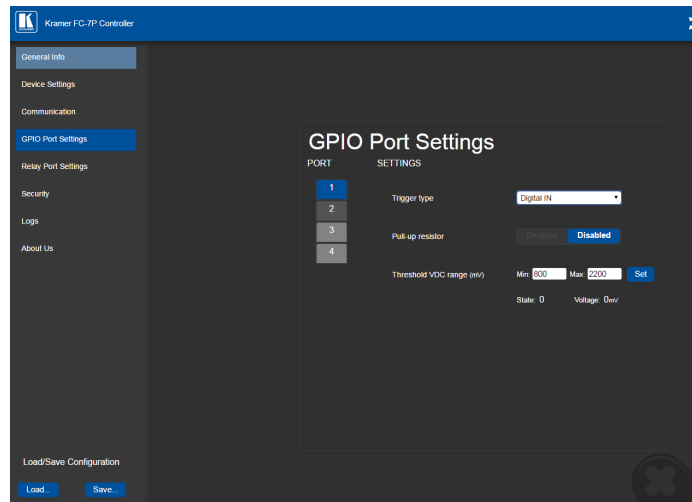 Kramer FC-7P Controller
General Info
Device Settings
Communication
GPIO Port Settings
Relay Port Settings
Security
Logs
About Us
GPIO Port Settings
PORT SETTINGS
1
2
3
4
Trigger type Digital IN
Pull-up resistor Enabled Disabled
Threshold VDC range (mV) Min: 800 Max: 2200 Set
State: 0 Voltage: 0mV
Load/Save Configuration
Load... Save...